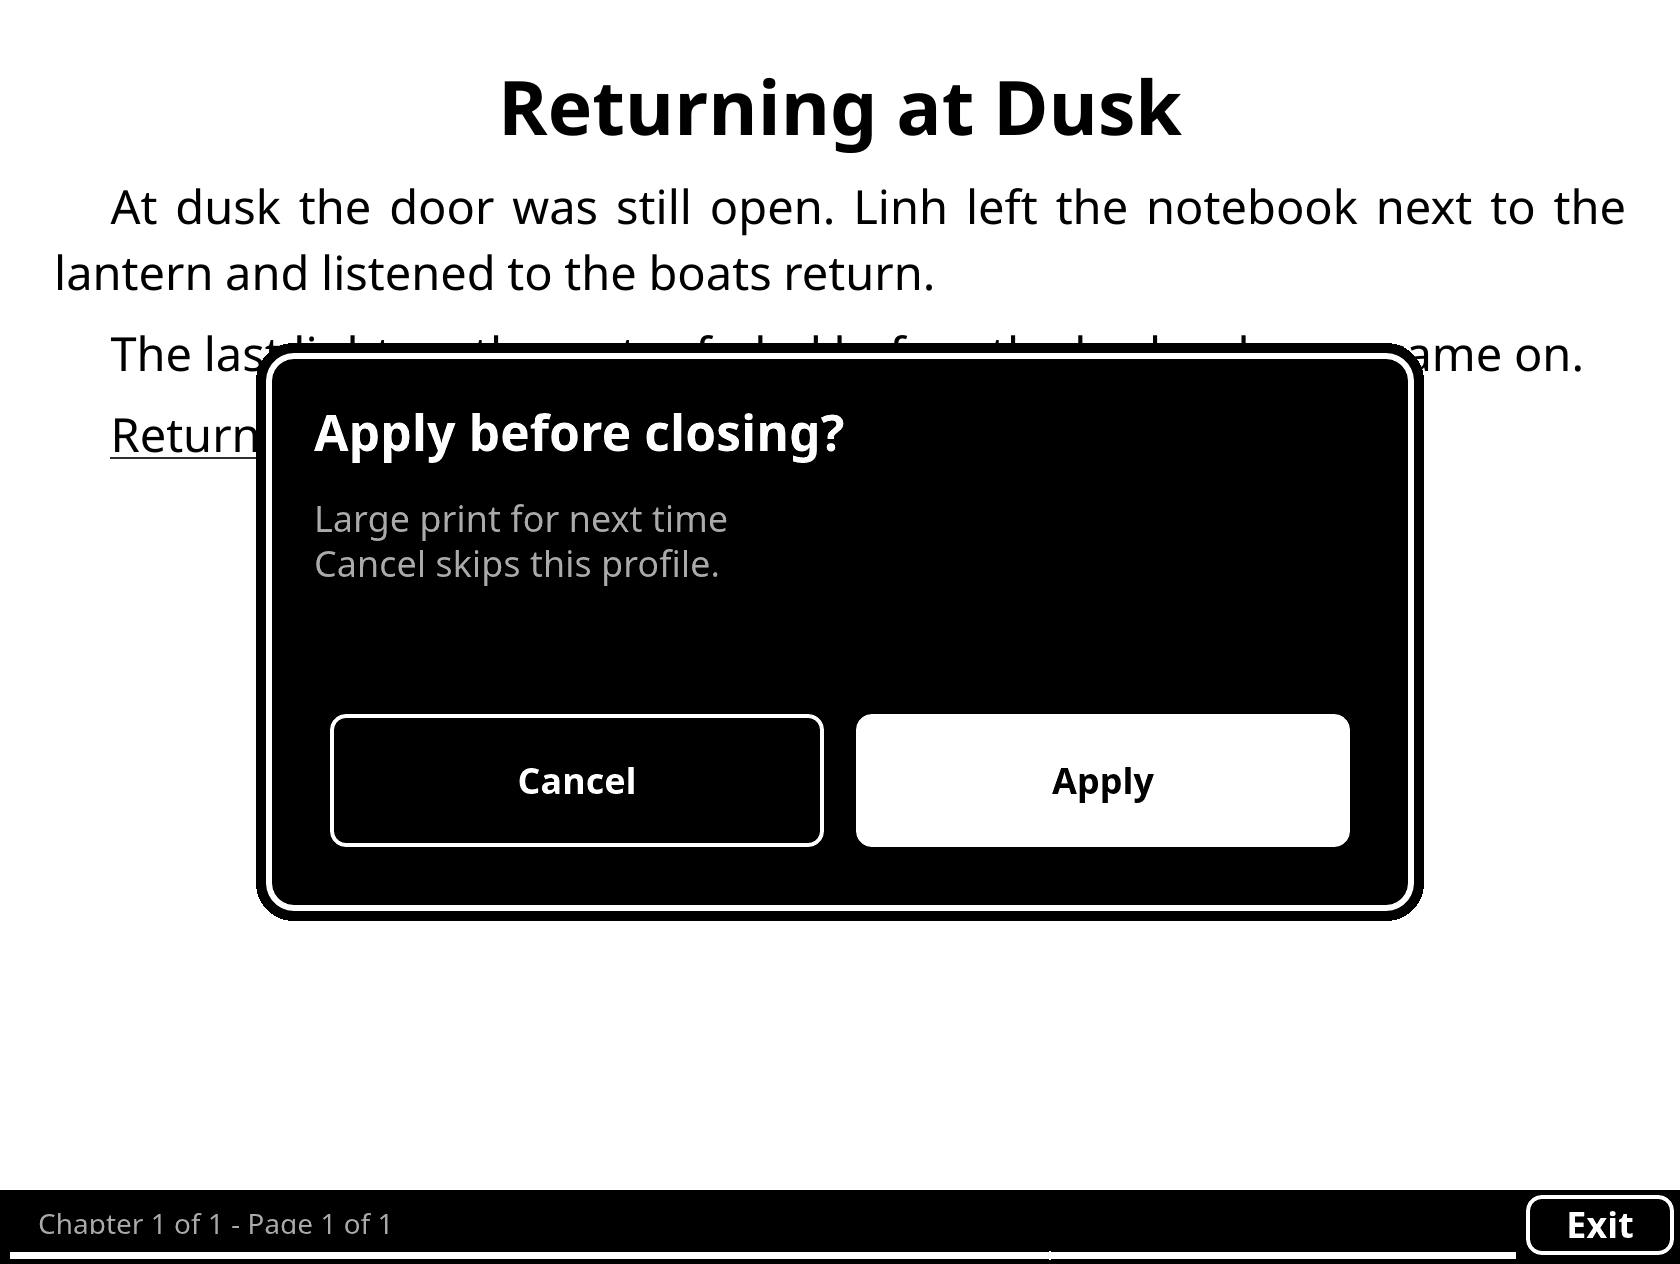 Returning at Dusk
At dusk the door was still open. Linh left the notebook next to the
lantern and listened to the boats return.
The last ame on.
Return
Apply before closing?
Large print for next time
Cancel skips this profile.
Cancel
Apply
Chapter 1 of 1 - Page 1 of 1
Exit